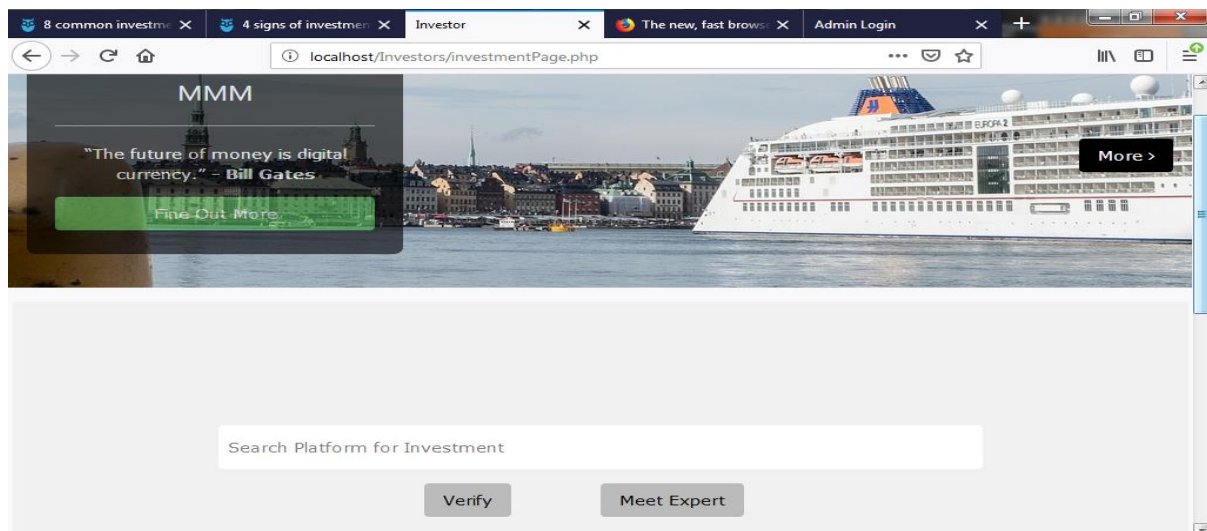 8 common investme
4 signs of investmen
Investor
The new, fast brows
Admin Login
localhost/Investors/investmentPage.php
MMM
“The future of money is digital
currency.” - Bill Gates
Fine Out More
EUROPA 2
More >
Search Platform for Investment
Verify
Meet Expert